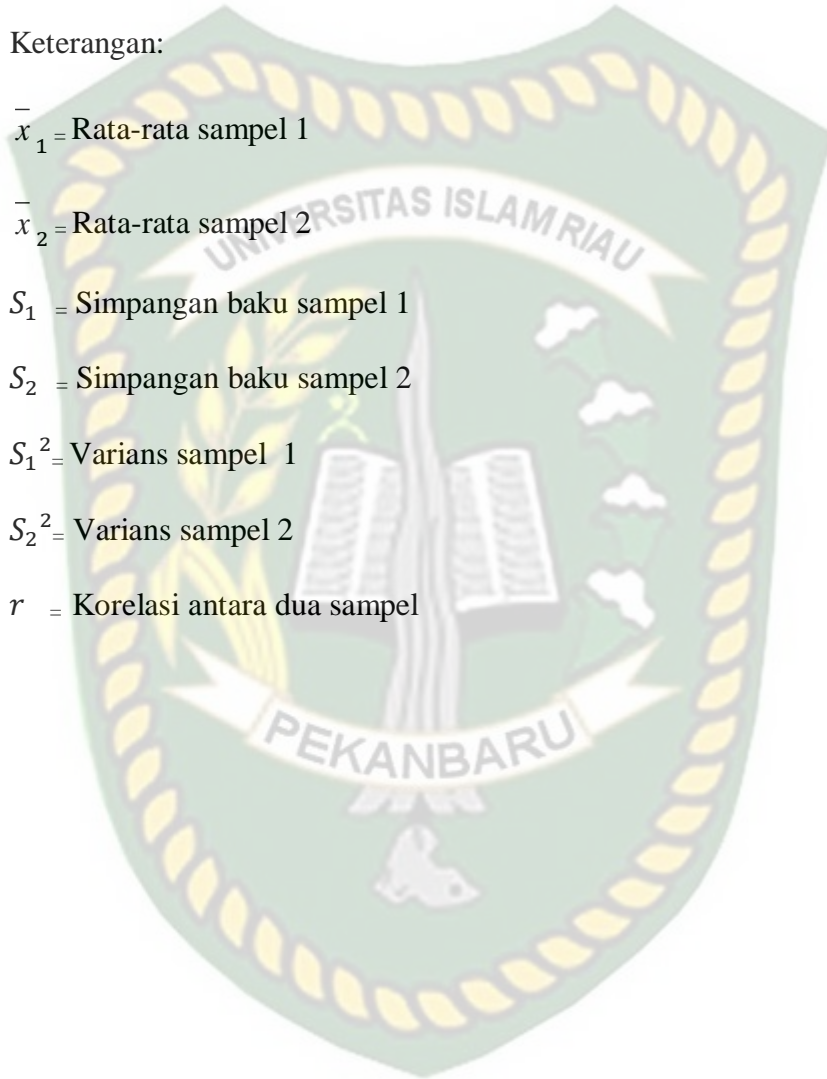 Keterangan:
x̄₁ = Rata-rata sampel 1
x̄₂ = Rata-rata sampel 2
UNIVERSITAS ISLAM RIAU
S₁ = Simpangan baku sampel 1
S₂ = Simpangan baku sampel 2
S₁² = Varians sampel 1
S₂² = Varians sampel 2
r = Korelasi antara dua sampel
PEKANBARU